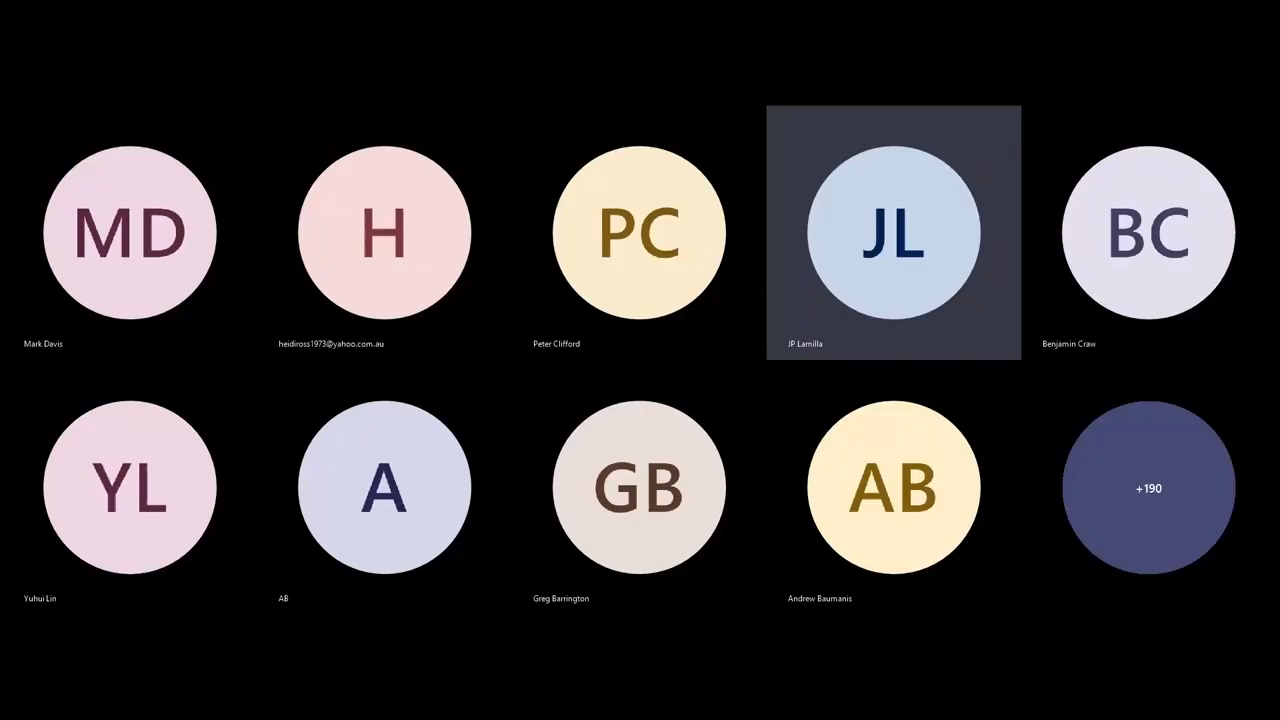 MD
H
PC
JL
BC
Mark Davis
heidiross1973@yahoo.com.au
Peter Clifford
JP Lamilla
Benjamin Craw
YL
A
GB
AB
+190
Yuhui Lin
AB
Greg Barrington
Andrew Baumanis